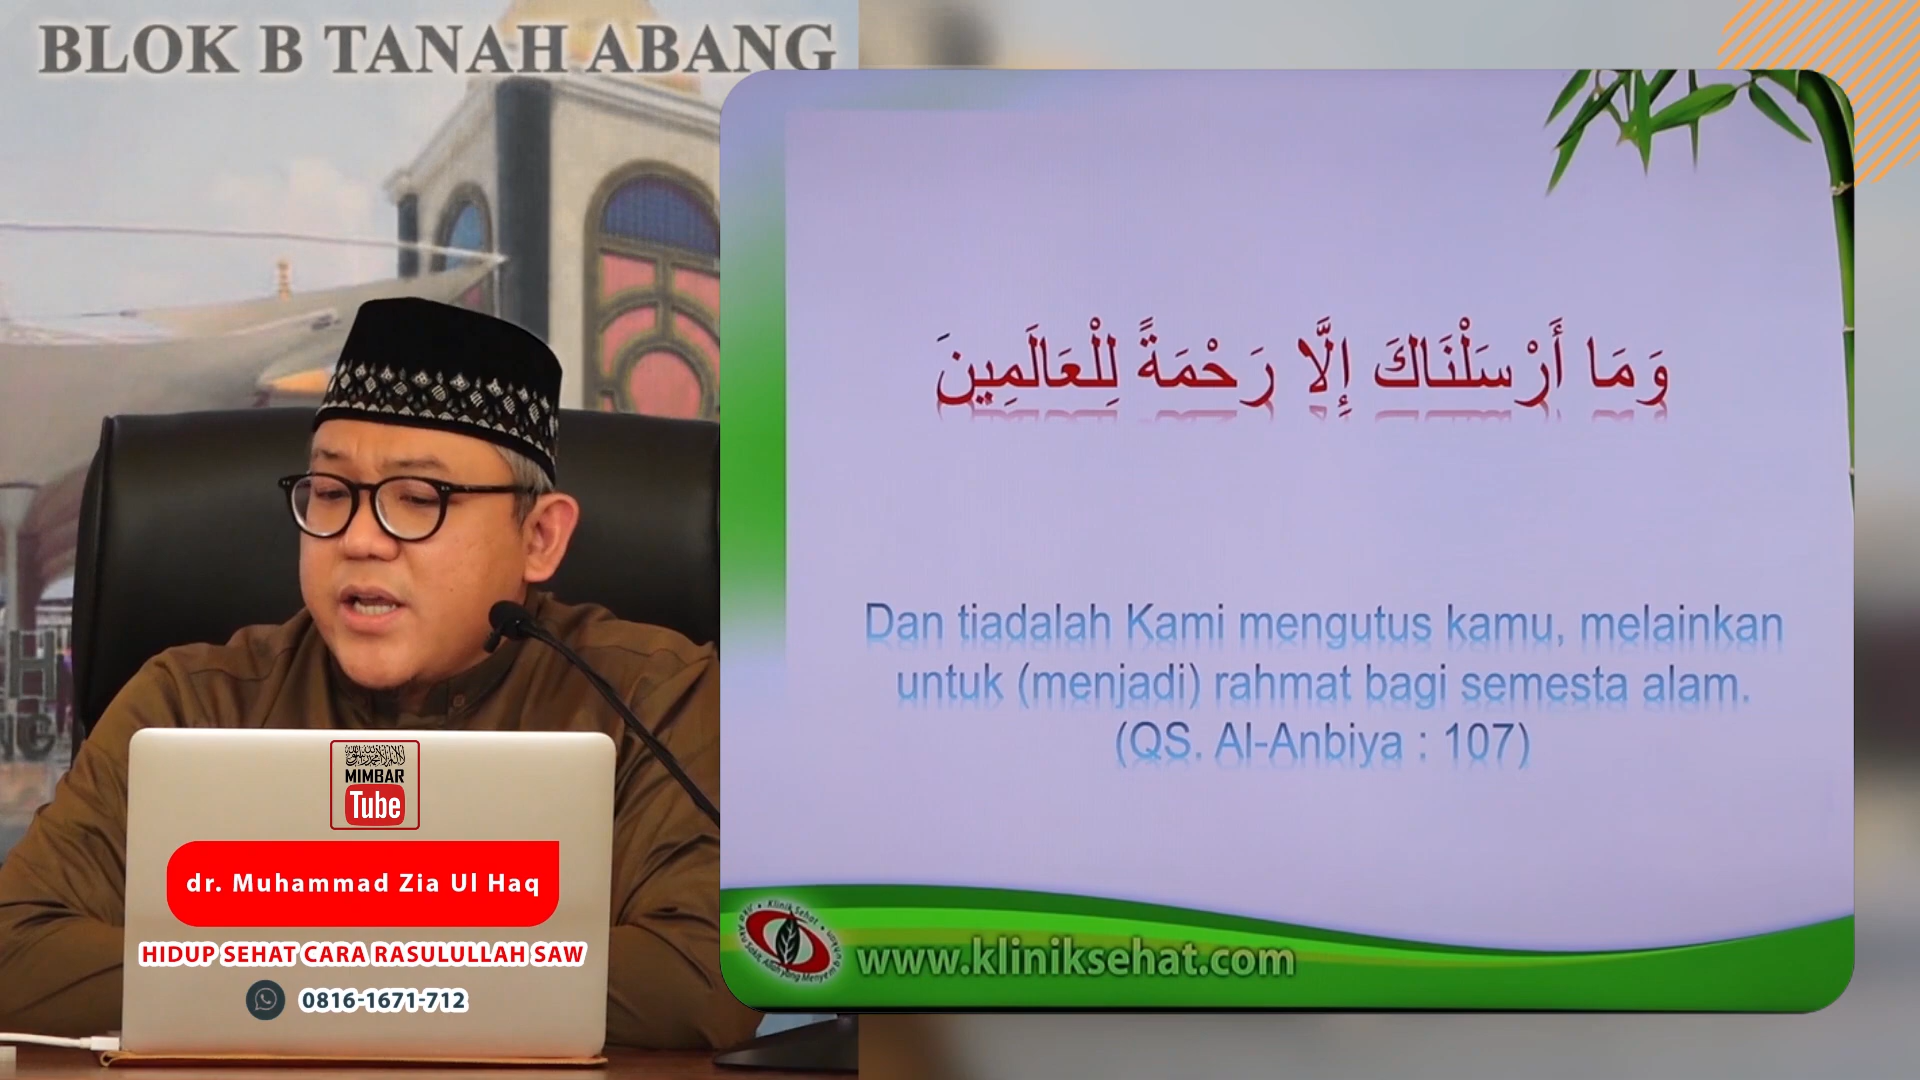 BLOK B TANAH ABANG
وَمَا أَرْسَلْنَاكَ إِلَّا رَحْمَةً لِلْعَالَمِينَ
Dan tiadalah Kami mengutus kamu, melainkan
untuk (menjadi) rahmat bagi semesta alam.
(QS. Al-Anbiya : 107)
MIMBAR
Tube
dr. Muhammad Zia Ul Haq
HIDUP SEHAT CARA RASULULLAH SAW
0816-1671-712
Klinik Sehat
www.kliniksehat.com